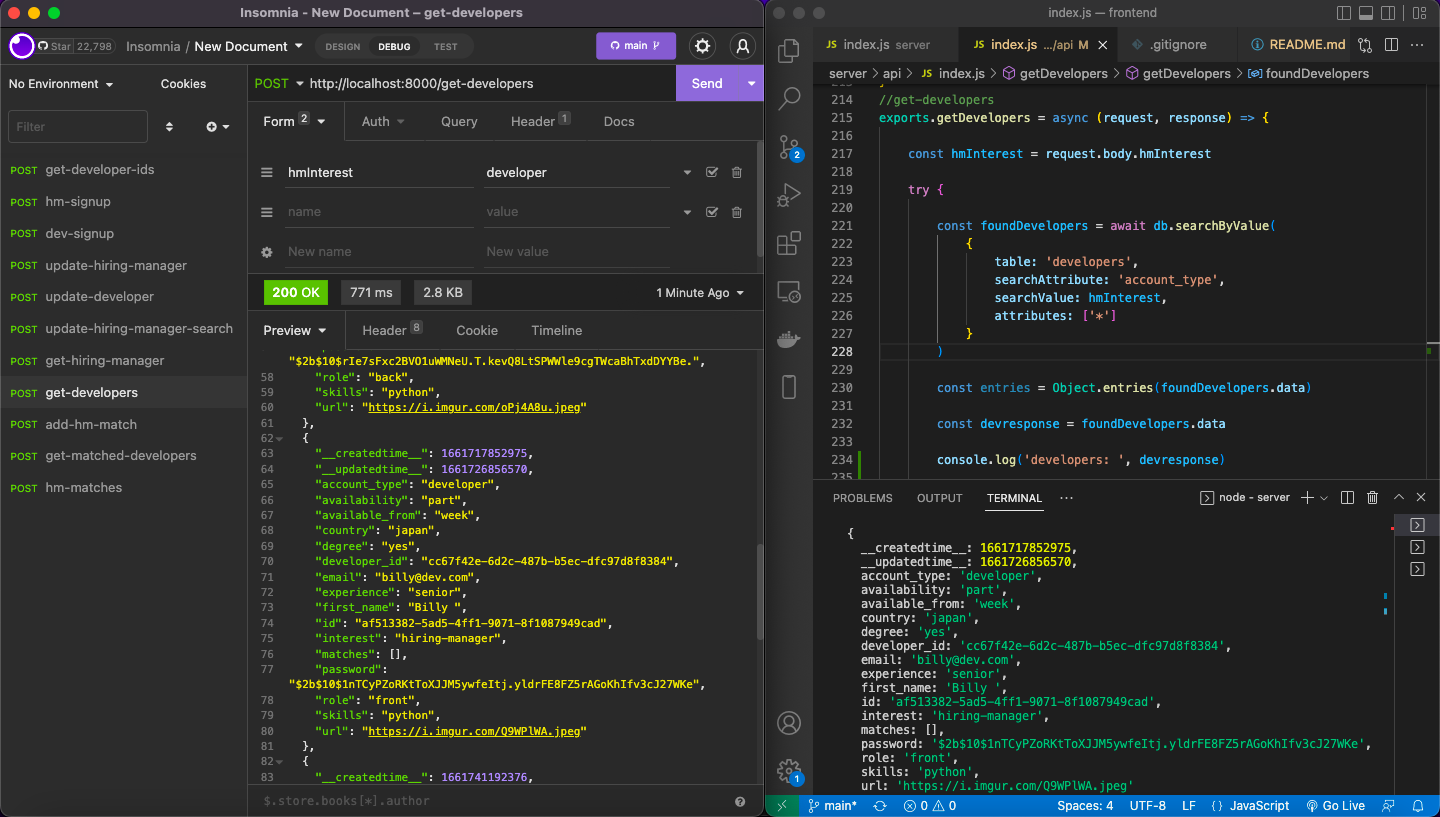 Insomnia - New Document – get-developers
Star 22,798
Insomnia / New Document
DESIGN DEBUG TEST
main
No Environment
Cookies
POST http://localhost:8000/get-developers
Send
Filter
Form 2
Auth
Query
Header 1
Docs
POST get-developer-ids
POST hm-signup
POST dev-signup
POST update-hiring-manager
POST update-developer
POST update-hiring-manager-search
POST get-hiring-manager
POST get-developers
POST add-hm-match
POST get-matched-developers
POST hm-matches
hmInterest developer
name value
New name New value
200 OK 771 ms 2.8 KB 1 Minute Ago
Preview Header 8 Cookie Timeline
"$2b$10$rIe7sFxc2BVO1uWMNeU.T.kevQ8LtSPWWle9cgTWcaBhTxdDYYBe.",
58 "role": "back",
59 "skills": "python",
60 "url": "https://i.imgur.com/oPj4A8u.jpeg"
61 },
62 {
63 "__createdtime__": 1661717852975,
64 "__updatedtime__": 1661726856570,
65 "account_type": "developer",
66 "availability": "part",
67 "available_from": "week",
68 "country": "japan",
69 "degree": "yes",
70 "developer_id": "cc67f42e-6d2c-487b-b5ec-dfc97d8f8384",
71 "email": "billy@dev.com",
72 "experience": "senior",
73 "first_name": "Billy ",
74 "id": "af513382-5ad5-4ff1-9071-8f1087949cad",
75 "interest": "hiring-manager",
76 "matches": [],
77 "password":
"$2b$10$1nTCyPZoRKtToXJJM5ywfeItj.yldrFE8FZ5rAGoKhIfv3cJ27WKe",
78 "role": "front",
79 "skills": "python",
80 "url": "https://i.imgur.com/Q9WPlWA.jpeg"
81 },
82 {
83 "__createdtime__": 1661741192376,
$.store.books[*].author
index.js — frontend
JS index.js server
JS index.js .../api M
.gitignore
README.md
server > api > JS index.js > getDevelopers > getDevelopers > foundDevelopers
214 //get-developers
215 exports.getDevelopers = async (request, response) => {
216
217 const hmInterest = request.body.hmInterest
218
219 try {
220
221 const foundDevelopers = await db.searchByValue(
222 {
223 table: 'developers',
224 searchAttribute: 'account_type',
225 searchValue: hmInterest,
226 attributes: ['*']
227 }
228 )
229
230 const entries = Object.entries(foundDevelopers.data)
231
232 const devresponse = foundDevelopers.data
233
234 console.log('developers: ', devresponse)
235
PROBLEMS OUTPUT TERMINAL ··· node - server
{
__createdtime__: 1661717852975,
__updatedtime__: 1661726856570,
account_type: 'developer',
availability: 'part',
available_from: 'week',
country: 'japan',
degree: 'yes',
developer_id: 'cc67f42e-6d2c-487b-b5ec-dfc97d8f8384',
email: 'billy@dev.com',
experience: 'senior',
first_name: 'Billy ',
id: 'af513382-5ad5-4ff1-9071-8f1087949cad',
interest: 'hiring-manager',
matches: [],
password: '$2b$10$1nTCyPZoRKtToXJJM5ywfeItj.yldrFE8FZ5rAGoKhIfv3cJ27WKe',
role: 'front',
skills: 'python',
url: 'https://i.imgur.com/Q9WPlWA.jpeg'
2
1
main* 0 0 Spaces: 4 UTF-8 LF {} JavaScript Go Live